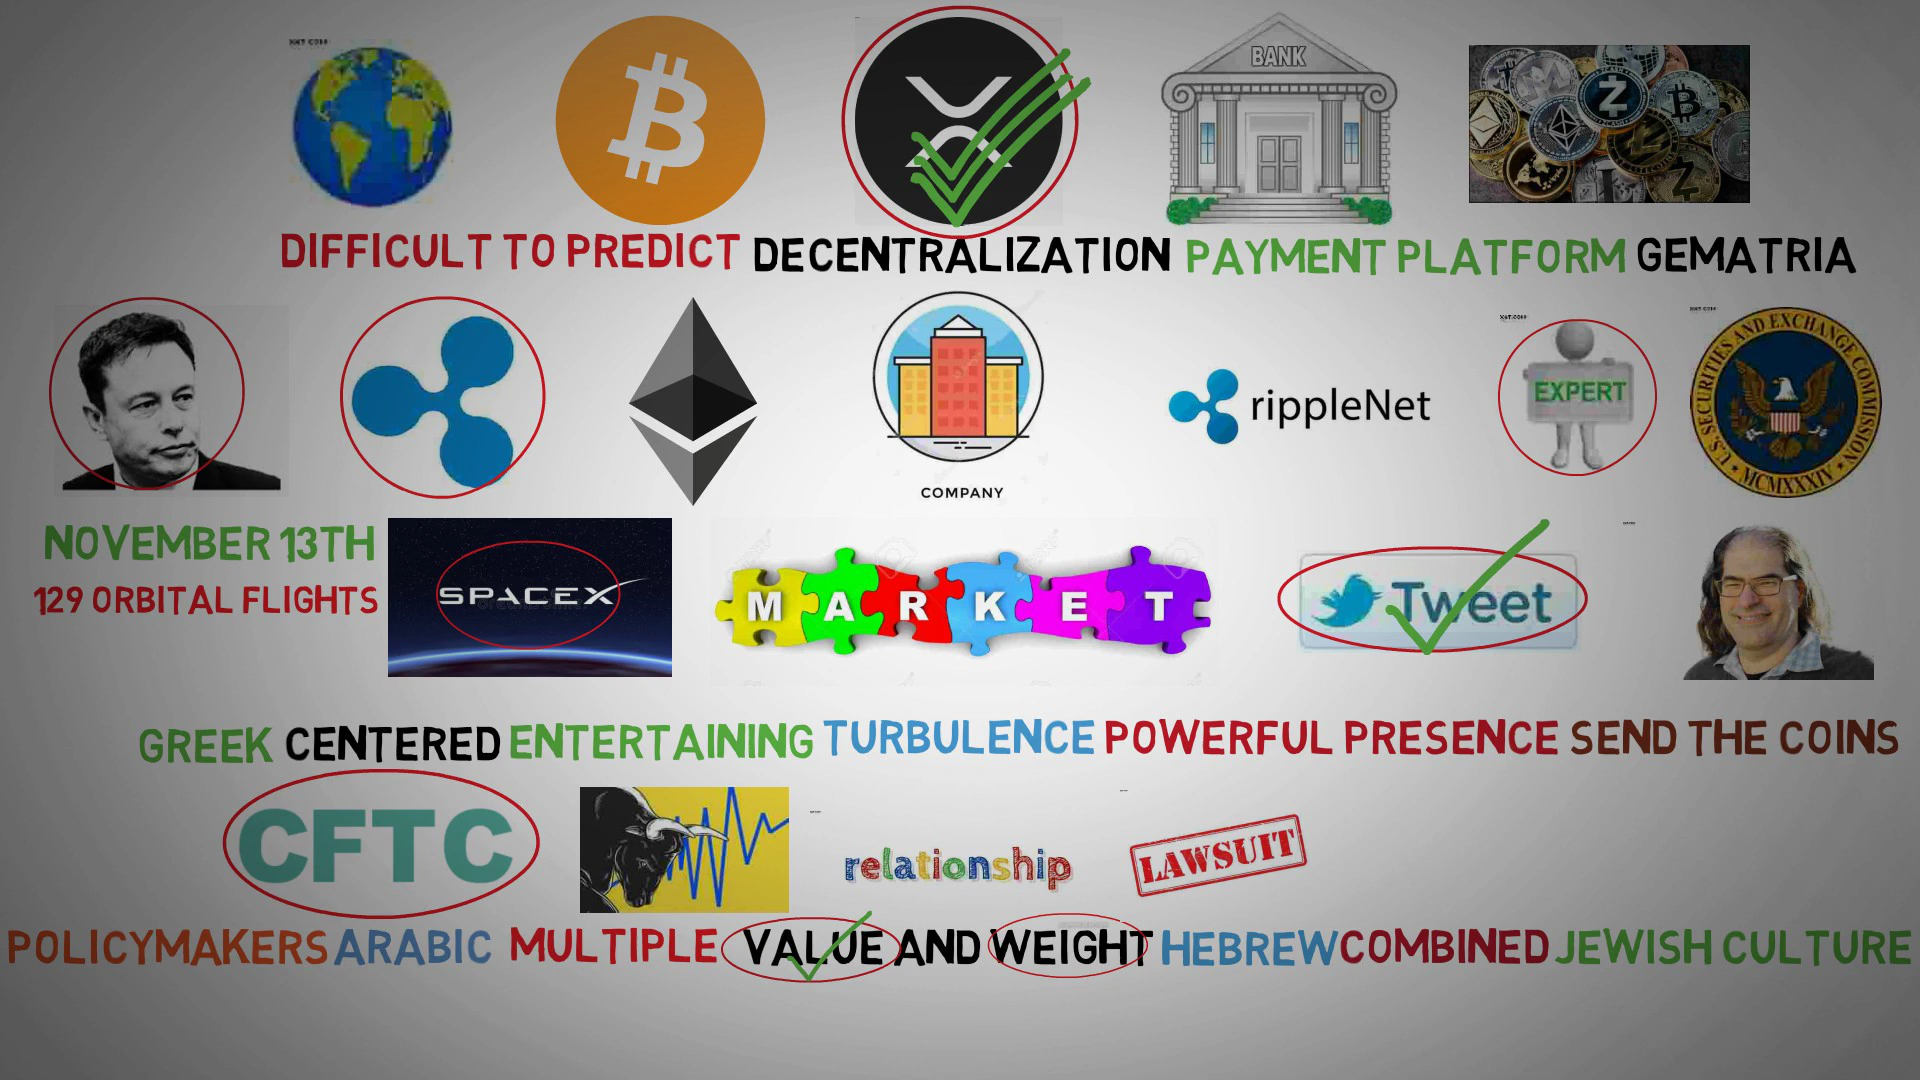 BANK
DIFFICULT TO PREDICT DECENTRALIZATION PAYMENT PLATFORM GEMATRIA
COMPANY
rippleNet
EXPERT
U.S. SECURITIES AND EXCHANGE COMMISSION
MCMXXXIV
NOVEMBER 13TH
129 ORBITAL FLIGHTS
SPACEX
MARKET
Tweet
GREEK CENTERED ENTERTAINING TURBULENCE POWERFUL PRESENCE SEND THE COINS
CFTC
relationship
LAWSUIT
POLICYMAKERS ARABIC MULTIPLE VALUE AND WEIGHT HEBREW COMBINED JEWISH CULTURE